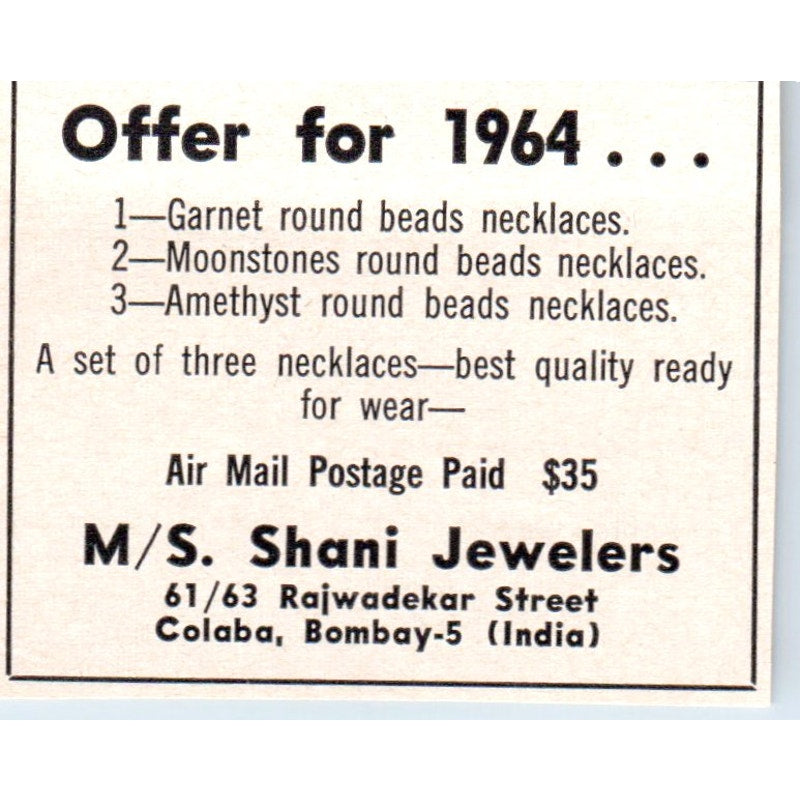 Offer for 1964...
1—Garnet round beads necklaces.
2—Moonstones round beads necklaces.
3—Amethyst round beads necklaces.
A set of three necklaces—best quality ready
for wear—
Air Mail Postage Paid $35
M/S. Shani Jewelers
61/63 Rajwadekar Street
Colaba, Bombay-5 (India)